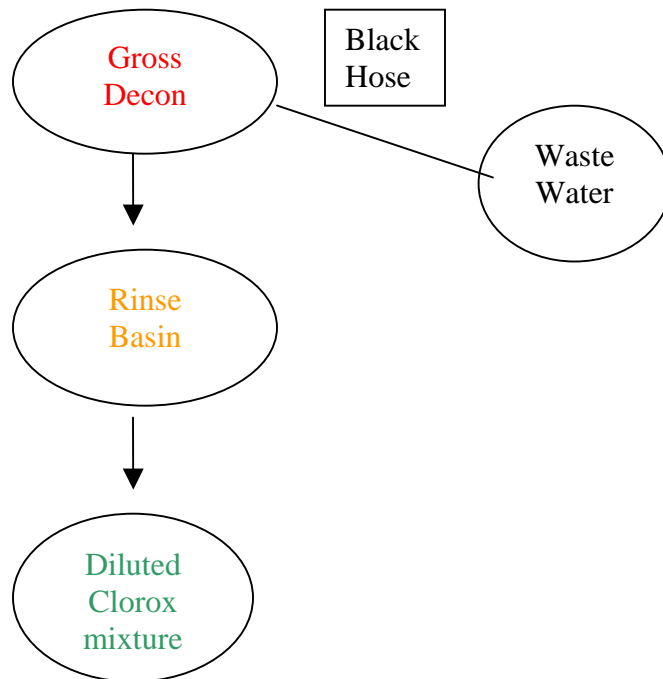 Gross
Decon
Black
Hose
Waste
Water
Rinse
Basin
Diluted
Clorox
mixture